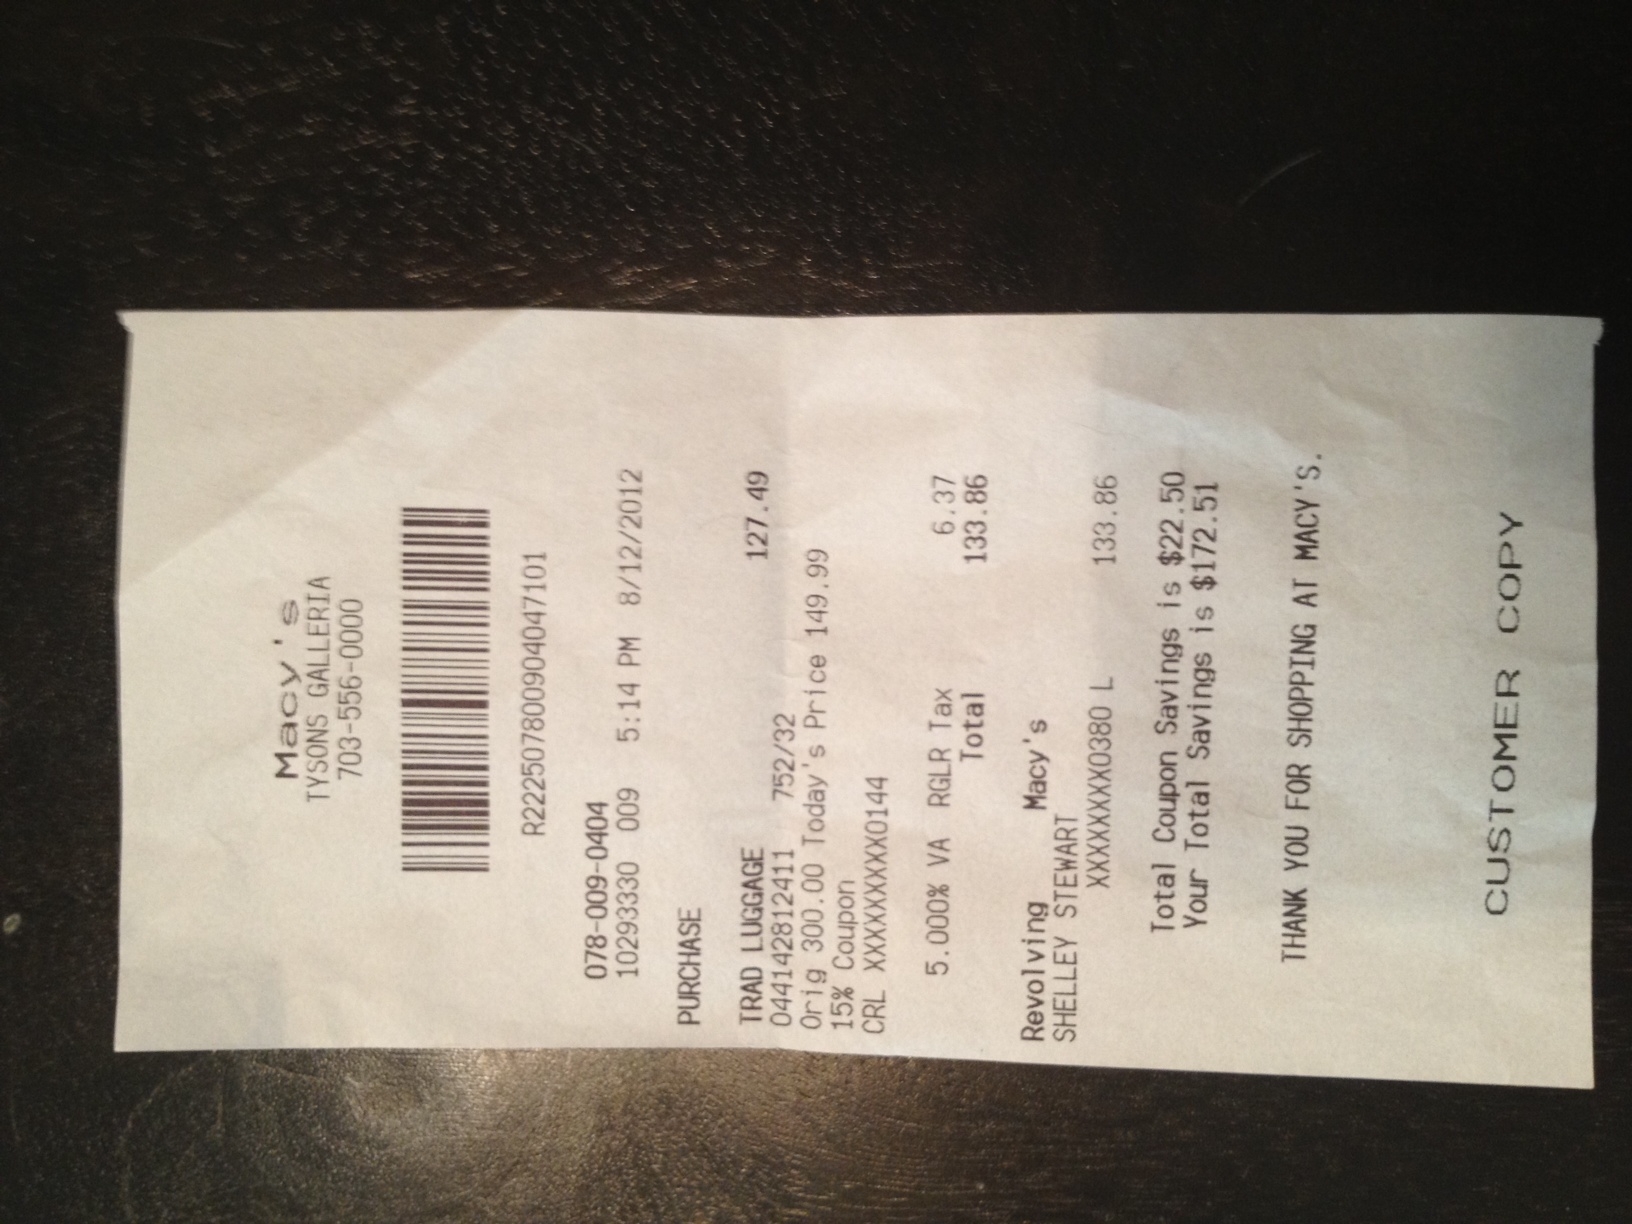 Macy's
TYSONS GALLERIA
703-556-0000
R222507800904047101
078-009-0404
10293330 009 5:14 PM 8/12/2012
PURCHASE
TRAD LUGGAGE 127.49
044142812411 752/32
Orig 300.00 Today's Price 149.99
15% Coupon
CRL XXXXXXXXXX0144
5.000% VA RGLR Tax 6.37
Total 133.86
Revolving Macy's
SHELLEY STEWART
XXXXXXXX0380 L 133.86
Total Coupon Savings is $22.50
Your Total Savings is $172.51
THANK YOU FOR SHOPPING AT MACY'S.
CUSTOMER COPY